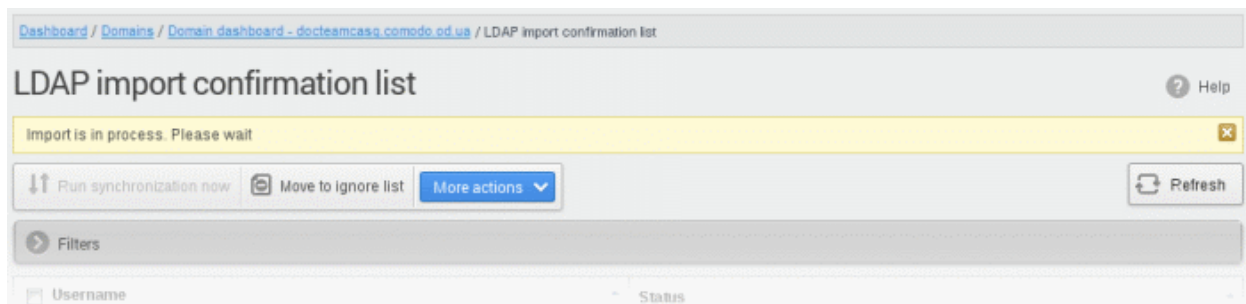 Dashboard / Domains / Domain dashboard - docteamcasg.comodo.od.ua / LDAP import confirmation list
LDAP import confirmation list
Help
Import is in process. Please wait
Run synchronization now Move to ignore list More actions Refresh
Filters
Username Status